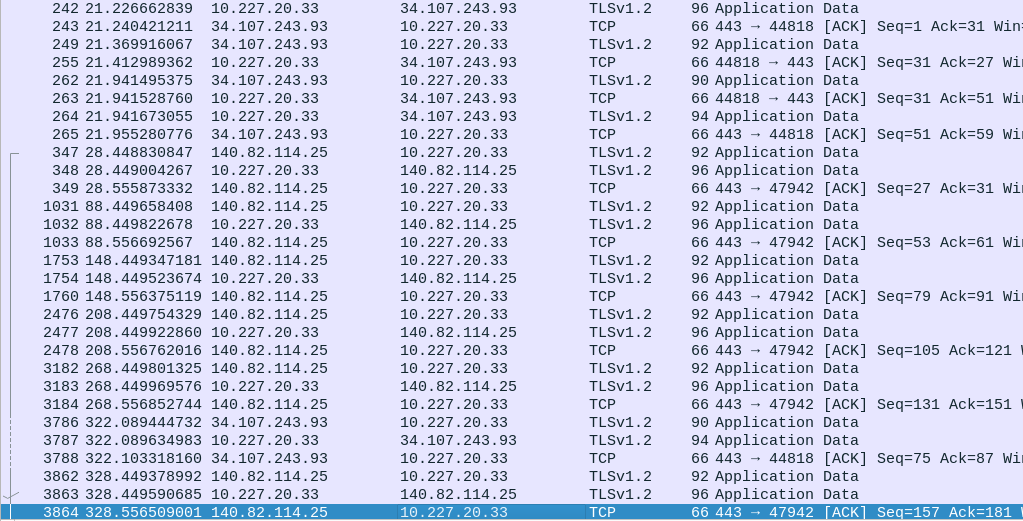 242 21.226662839 10.227.20.33 34.107.243.93 TLSv1.2 96 Application Data
243 21.240421211 34.107.243.93 10.227.20.33 TCP 66 443 → 44818 [ACK] Seq=1 Ack=31 Win=
249 21.369916067 34.107.243.93 10.227.20.33 TLSv1.2 92 Application Data
255 21.412989362 10.227.20.33 34.107.243.93 TCP 66 44818 → 443 [ACK] Seq=31 Ack=27 Win
262 21.941495375 34.107.243.93 10.227.20.33 TLSv1.2 90 Application Data
263 21.941528760 10.227.20.33 34.107.243.93 TCP 66 44818 → 443 [ACK] Seq=31 Ack=51 Win
264 21.941673055 10.227.20.33 34.107.243.93 TLSv1.2 94 Application Data
265 21.955280776 34.107.243.93 10.227.20.33 TCP 66 443 → 44818 [ACK] Seq=51 Ack=59 Win
347 28.448830847 140.82.114.25 10.227.20.33 TLSv1.2 92 Application Data
348 28.449004267 10.227.20.33 140.82.114.25 TLSv1.2 96 Application Data
349 28.555873332 140.82.114.25 10.227.20.33 TCP 66 443 → 47942 [ACK] Seq=27 Ack=31 Win
1031 88.449658408 140.82.114.25 10.227.20.33 TLSv1.2 92 Application Data
1032 88.449822678 10.227.20.33 140.82.114.25 TLSv1.2 96 Application Data
1033 88.556692567 140.82.114.25 10.227.20.33 TCP 66 443 → 47942 [ACK] Seq=53 Ack=61 Win
1753 148.449347181 140.82.114.25 10.227.20.33 TLSv1.2 92 Application Data
1754 148.449523674 10.227.20.33 140.82.114.25 TLSv1.2 96 Application Data
1760 148.556375119 140.82.114.25 10.227.20.33 TCP 66 443 → 47942 [ACK] Seq=79 Ack=91 Win
2476 208.449754329 140.82.114.25 10.227.20.33 TLSv1.2 92 Application Data
2477 208.449922860 10.227.20.33 140.82.114.25 TLSv1.2 96 Application Data
2478 208.556762016 140.82.114.25 10.227.20.33 TCP 66 443 → 47942 [ACK] Seq=105 Ack=121 W
3182 268.449801325 140.82.114.25 10.227.20.33 TLSv1.2 92 Application Data
3183 268.449969576 10.227.20.33 140.82.114.25 TLSv1.2 96 Application Data
3184 268.556852744 140.82.114.25 10.227.20.33 TCP 66 443 → 47942 [ACK] Seq=131 Ack=151 W
3786 322.089444732 34.107.243.93 10.227.20.33 TLSv1.2 90 Application Data
3787 322.089634983 10.227.20.33 34.107.243.93 TLSv1.2 94 Application Data
3788 322.103318160 34.107.243.93 10.227.20.33 TCP 66 443 → 44818 [ACK] Seq=75 Ack=87 Win
3862 328.449378992 140.82.114.25 10.227.20.33 TLSv1.2 92 Application Data
3863 328.449590685 10.227.20.33 140.82.114.25 TLSv1.2 96 Application Data
3864 328.556509001 140.82.114.25 10.227.20.33 TCP 66 443 → 47942 [ACK] Seq=157 Ack=181 W